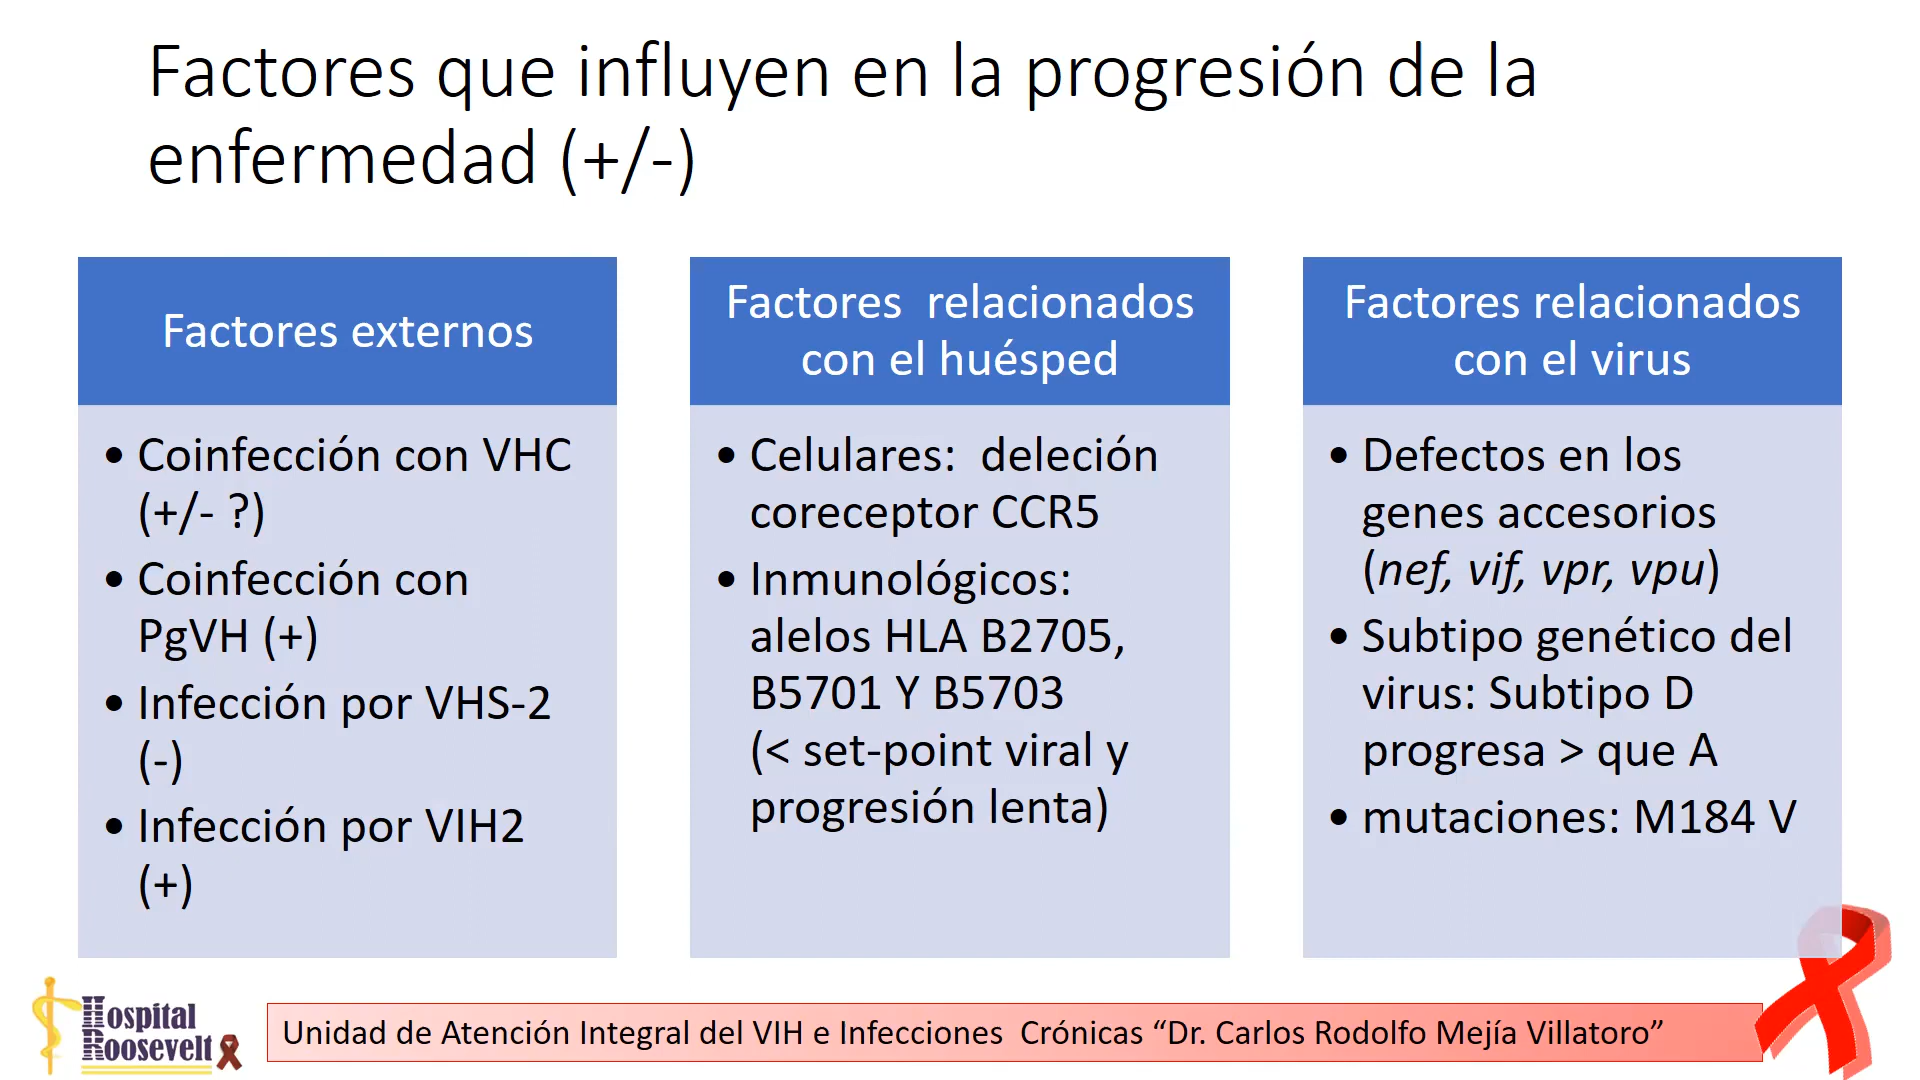 Factores que influyen en la progresión de la
enfermedad (+/-)
Factores externos
• Coinfección con VHC
(+/- ?)
• Coinfección con
PgVH (+)
• Infección por VHS-2
(-)
• Infección por VIH2
(+)
Factores  relacionados
con el huésped
• Celulares:  deleción
coreceptor CCR5
• Inmunológicos:
alelos HLA B2705,
B5701 Y B5703
(< set-point viral y
progresión lenta)
Factores relacionados
con el virus
• Defectos en los
genes accesorios
(nef, vif, vpr, vpu)
• Subtipo genético del
virus: Subtipo D
progresa > que A
• mutaciones: M184 V
Hospital
Roosevelt
Unidad de Atención Integral del VIH e Infecciones  Crónicas “Dr. Carlos Rodolfo Mejía Villatoro”